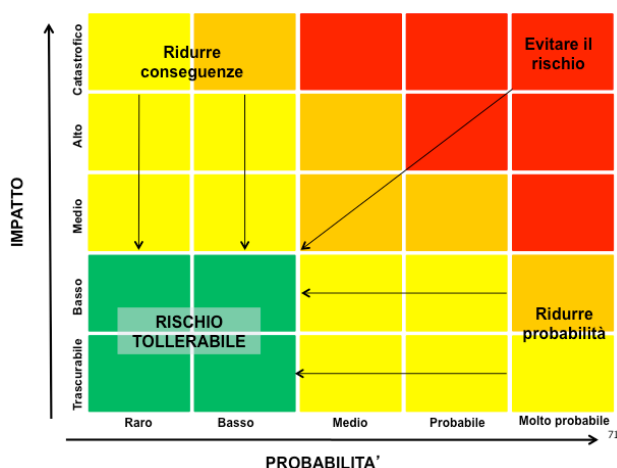 IMPATTO
Catastrofico
Alto
Medio
Basso
Trascurabile
Ridurre
conseguenze
Evitare il
rischio
RISCHIO
TOLLERABILE
Ridurre
probabilità
Raro
Basso
Medio
Probabile
Molto probabile
71
PROBABILITA’